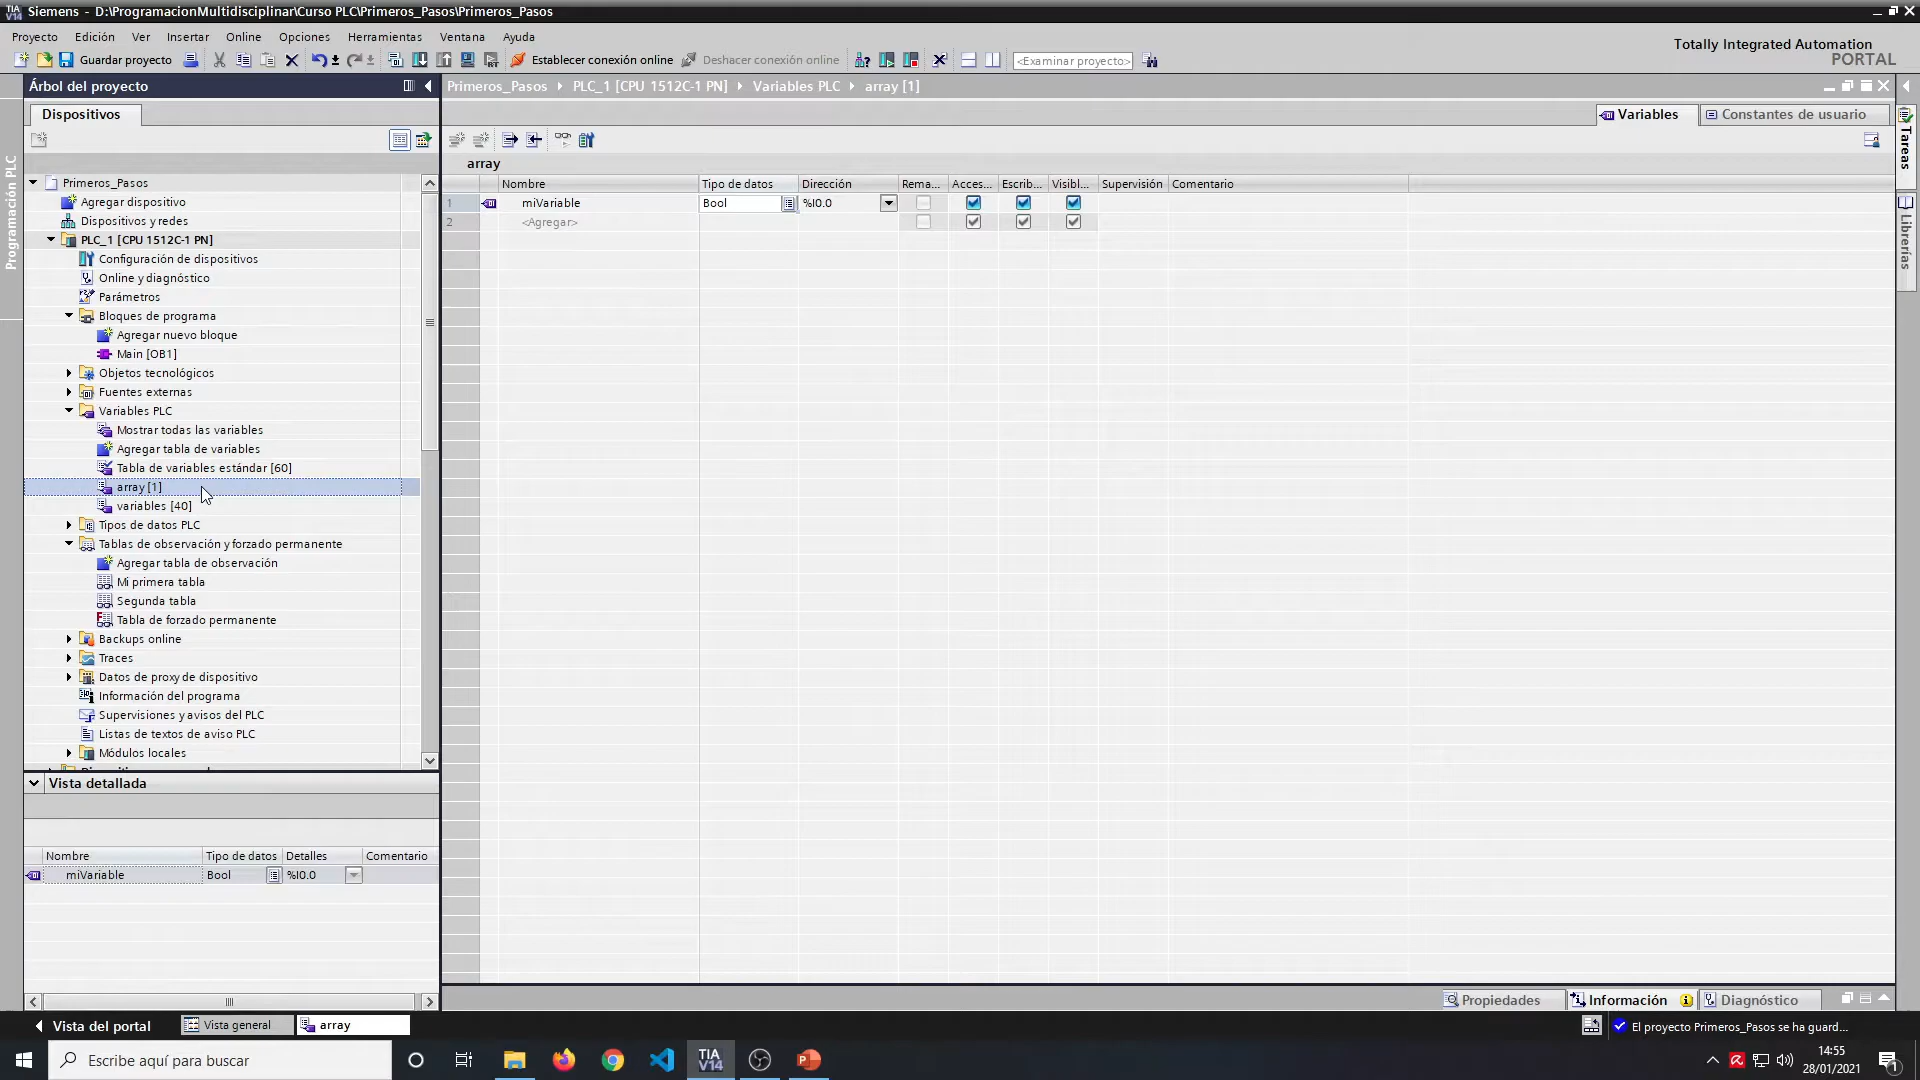 Siemens - D:\ProgramacionMultidisciplinar\Curso PLC\Primeros_Pasos\Primeros_Pasos
Proyecto Edición Ver Insertar Online Opciones Herramientas Ventana Ayuda
Totally Integrated Automation
PORTAL
Guardar proyecto Establecer conexión online Deshacer conexión online <Examinar proyecto>
Árbol del proyecto
Primeros_Pasos PLC_1 [CPU 1512C-1 PN] Variables PLC array [1]
Dispositivos
Variables Constantes de usuario
Programación PLC
Tareas
Librerías
array
Nombre Tipo de datos Dirección Rema... Acces... Escrib... Visibl... Supervisión Comentario
1 miVariable Bool %I0.0
2 <Agregar>
Primeros_Pasos
Agregar dispositivo
Dispositivos y redes
PLC_1 [CPU 1512C-1 PN]
Configuración de dispositivos
Online y diagnóstico
Parámetros
Bloques de programa
Agregar nuevo bloque
Main [OB1]
Objetos tecnológicos
Fuentes externas
Variables PLC
Mostrar todas las variables
Agregar tabla de variables
Tabla de variables estándar [60]
array [1]
variables [40]
Tipos de datos PLC
Tablas de observación y forzado permanente
Agregar tabla de observación
Mi primera tabla
Segunda tabla
Tabla de forzado permanente
Backups online
Traces
Datos de proxy de dispositivo
Información del programa
Supervisiones y avisos del PLC
Listas de textos de aviso PLC
Módulos locales
Vista detallada
Nombre Tipo de datos Detalles Comentario
miVariable Bool %I0.0
Propiedades Información Diagnóstico
Vista del portal Vista general array
El proyecto Primeros_Pasos se ha guard...
Escribe aquí para buscar
TIA
V14
14:55
28/01/2021
1